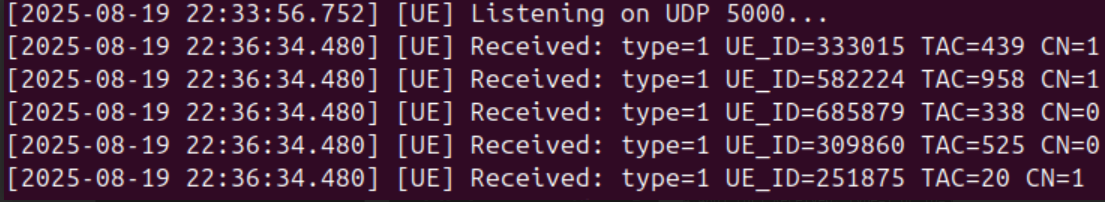 [2025-08-19 22:33:56.752] [UE] Listening on UDP 5000...
[2025-08-19 22:36:34.480] [UE] Received: type=1 UE_ID=333015 TAC=439 CN=1
[2025-08-19 22:36:34.480] [UE] Received: type=1 UE_ID=582224 TAC=958 CN=1
[2025-08-19 22:36:34.480] [UE] Received: type=1 UE_ID=685879 TAC=338 CN=0
[2025-08-19 22:36:34.480] [UE] Received: type=1 UE_ID=309860 TAC=525 CN=0
[2025-08-19 22:36:34.480] [UE] Received: type=1 UE_ID=251875 TAC=20 CN=1